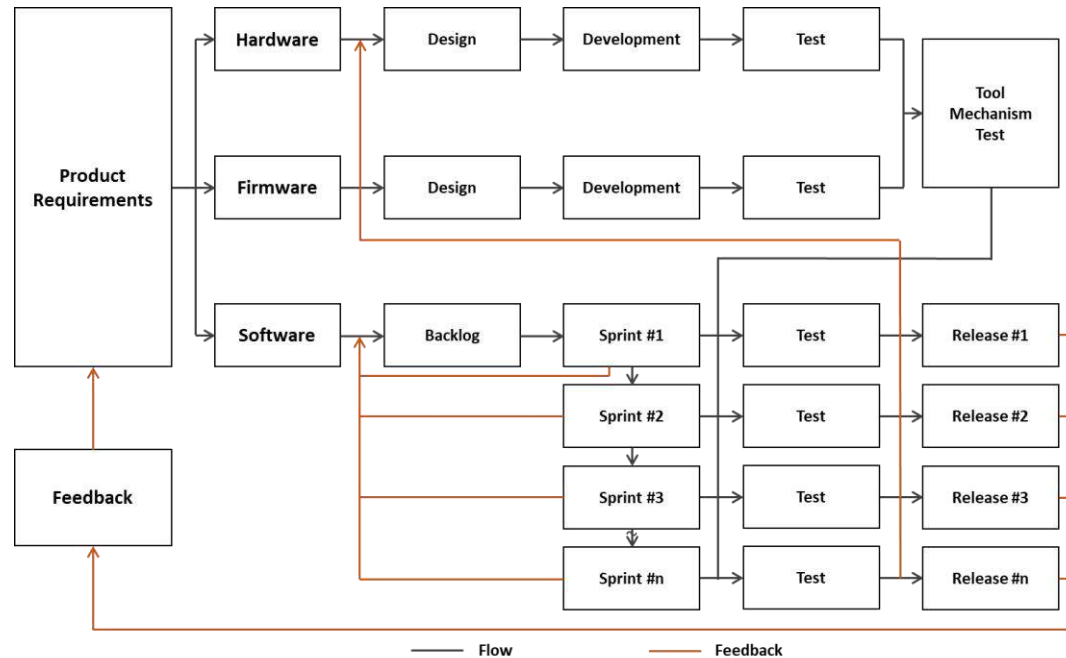 Hardware
Design
Development
Test
Tool
Mechanism
Test
Product
Requirements
Firmware
Design
Development
Test
Software
Backlog
Sprint #1
Test
Release #1
Sprint #2
Test
Release #2
Feedback
Sprint #3
Test
Release #3
Sprint #n
Test
Release #n
Flow
Feedback